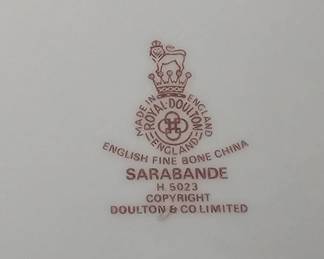 MADE IN ENGLAND
ROYAL·DOULTON
ENGLAND
ENGLISH FINE BONE CHINA
SARABANDE
H 5023
COPYRIGHT
DOULTON & CO LIMITED